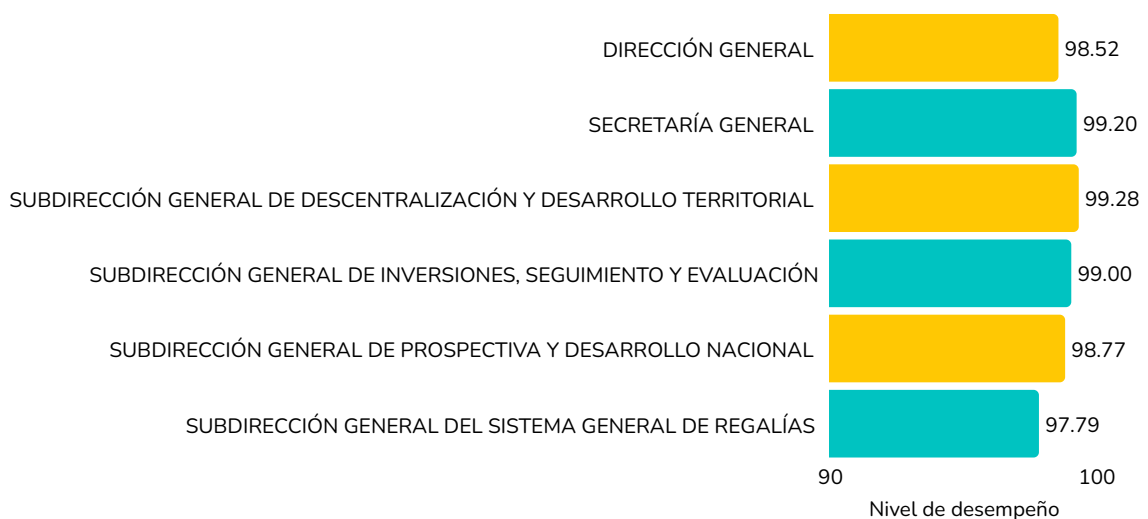 DIRECCIÓN GENERAL 98.52
SECRETARÍA GENERAL 99.20
SUBDIRECCIÓN GENERAL DE DESCENTRALIZACIÓN Y DESARROLLO TERRITORIAL 99.28
SUBDIRECCIÓN GENERAL DE INVERSIONES, SEGUIMIENTO Y EVALUACIÓN 99.00
SUBDIRECCIÓN GENERAL DE PROSPECTIVA Y DESARROLLO NACIONAL 98.77
SUBDIRECCIÓN GENERAL DEL SISTEMA GENERAL DE REGALÍAS 97.79
90 100
Nivel de desempeño